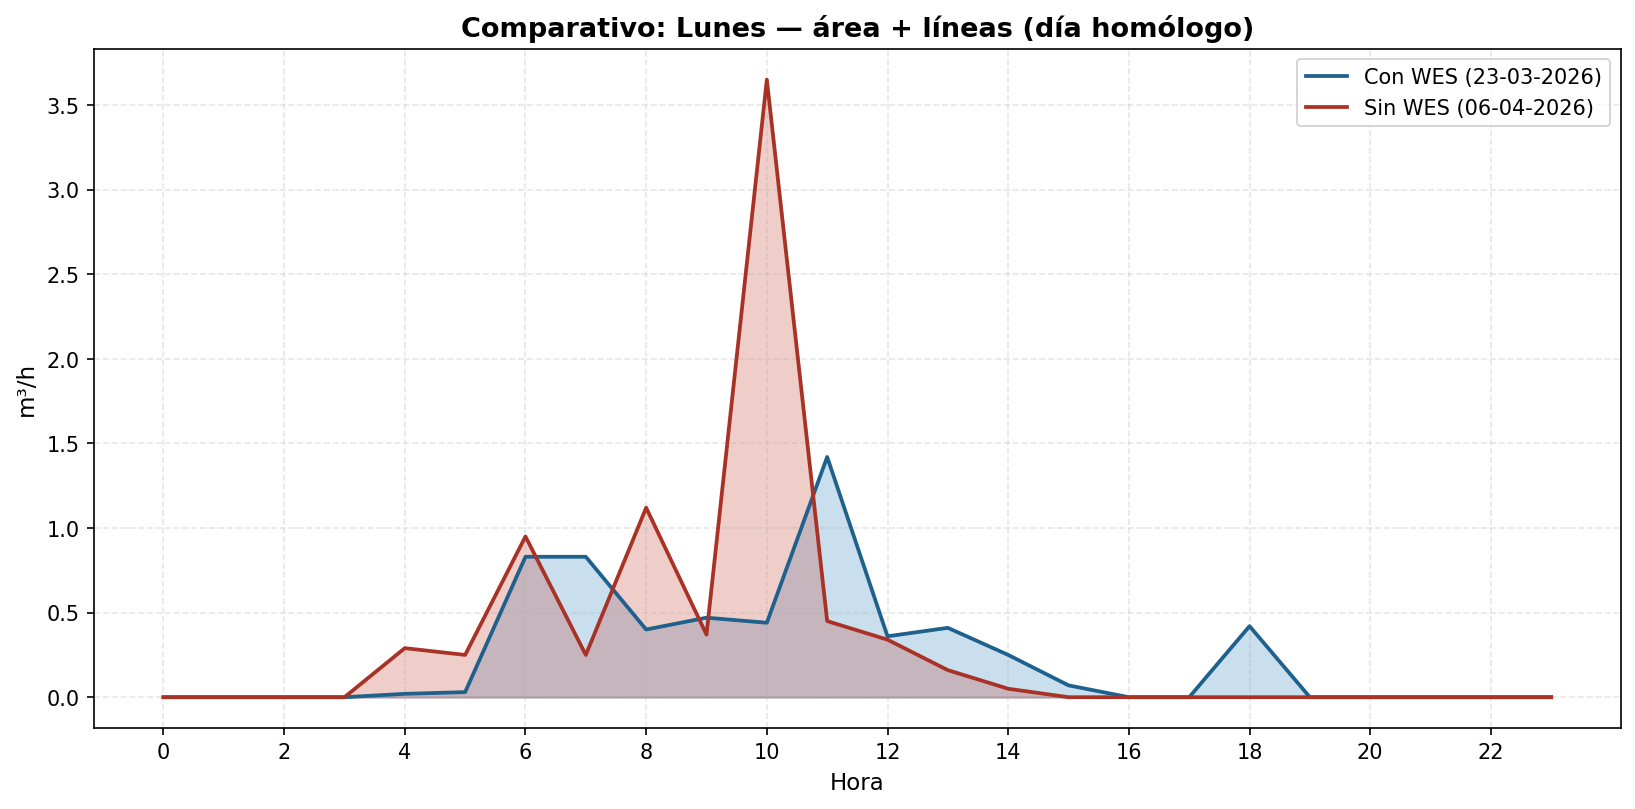 Comparativo: Lunes — área + líneas (día homólogo)
Con WES (23-03-2026)
Sin WES (06-04-2026)
m³/h
3.5
3.0
2.5
2.0
1.5
1.0
0.5
0.0
0 2 4 6 8 10 12 14 16 18 20 22
Hora